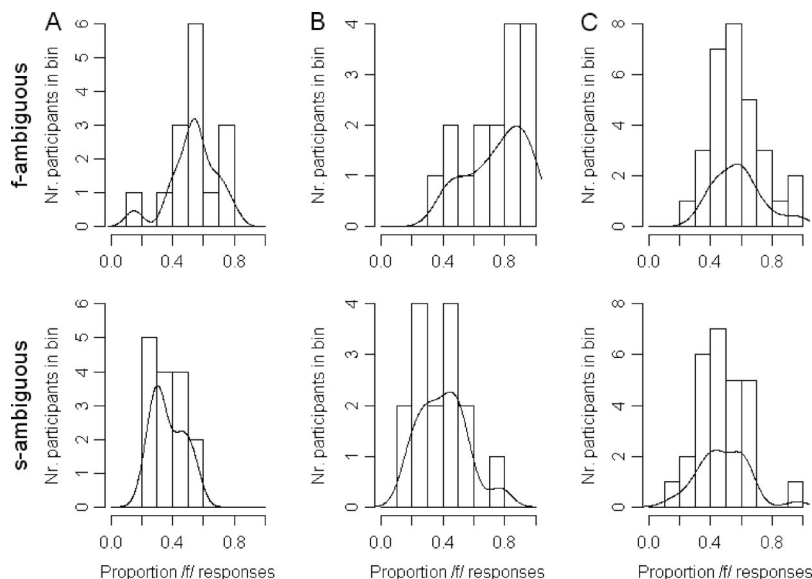 A
B
C
f-ambiguous
Nr. participants in bin
0 1 2 3 4 5 6
0.0 0.4 0.8
Nr. participants in bin
0 1 2 3 4
0.0 0.4 0.8
Nr. participants in bin
0 2 4 6 8
0.0 0.4 0.8
s-ambiguous
Nr. participants in bin
0 1 2 3 4 5 6
0.0 0.4 0.8
Proportion /f/ responses
Nr. participants in bin
0 1 2 3 4
0.0 0.4 0.8
Proportion /f/ responses
Nr. participants in bin
0 2 4 6 8
0.0 0.4 0.8
Proportion /f/ responses